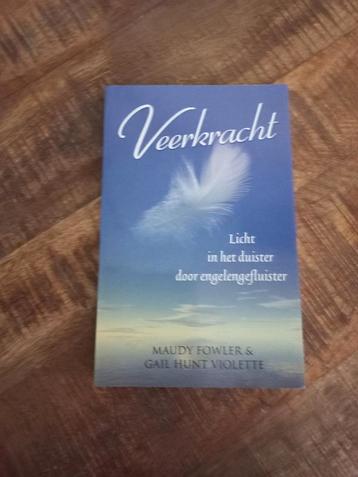 Veerkracht
Licht
in het duister
door engelengefluister
MAUDY FOWLER &
GAIL HUNT VIOLETTE